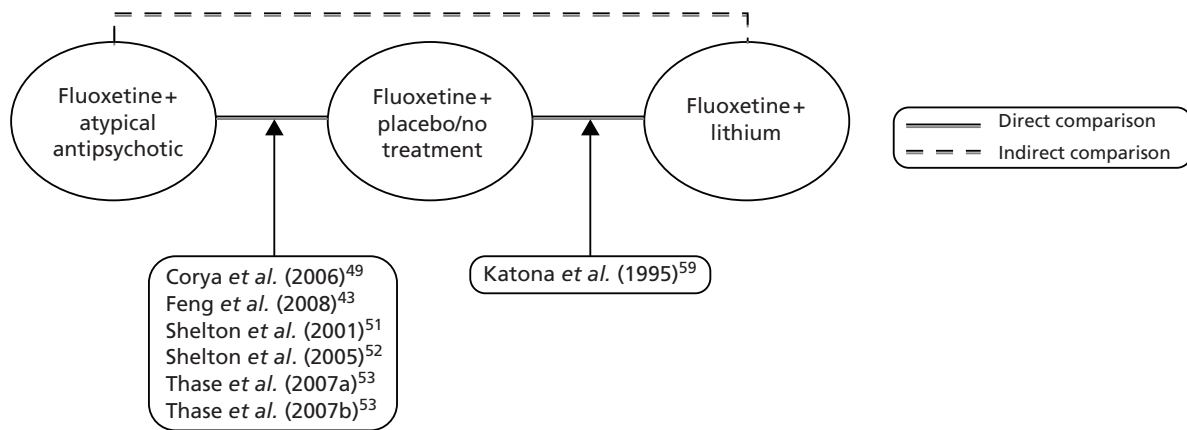 Fluoxetine+
atypical
antipsychotic
Fluoxetine+
placebo/no
treatment
Fluoxetine+
lithium
Direct comparison
Indirect comparison
Corya et al. (2006)49
Feng et al. (2008)43
Shelton et al. (2001)51
Shelton et al. (2005)52
Thase et al. (2007a)53
Thase et al. (2007b)53
Katona et al. (1995)59